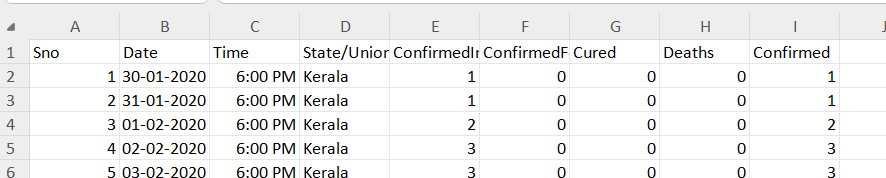 A B C D E F G H I
1 Sno Date Time State/Union ConfirmedIn ConfirmedF Cured Deaths Confirmed
2 1 30-01-2020 6:00 PM Kerala 1 0 0 0 1
3 2 31-01-2020 6:00 PM Kerala 1 0 0 0 1
4 3 01-02-2020 6:00 PM Kerala 2 0 0 0 2
5 4 02-02-2020 6:00 PM Kerala 3 0 0 0 3
6 5 03-02-2020 6:00 PM Kerala 3 0 0 0 3